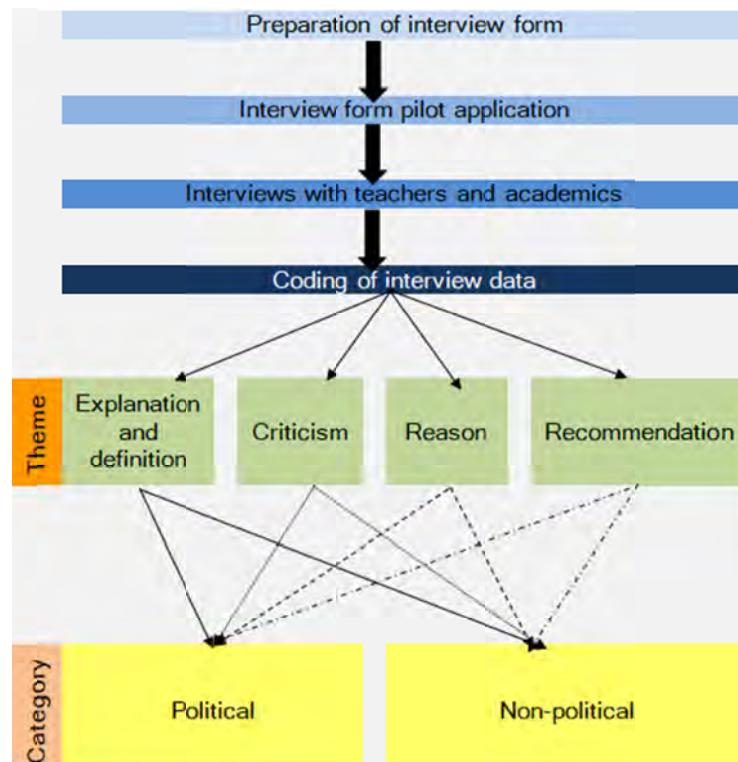 Preparation of interview form
Interview form pilot application
Interviews with teachers and academics
Coding of interview data
Theme
Explanation
and
definition
Criticism
Reason
Recommendation
Category
Political
Non-political